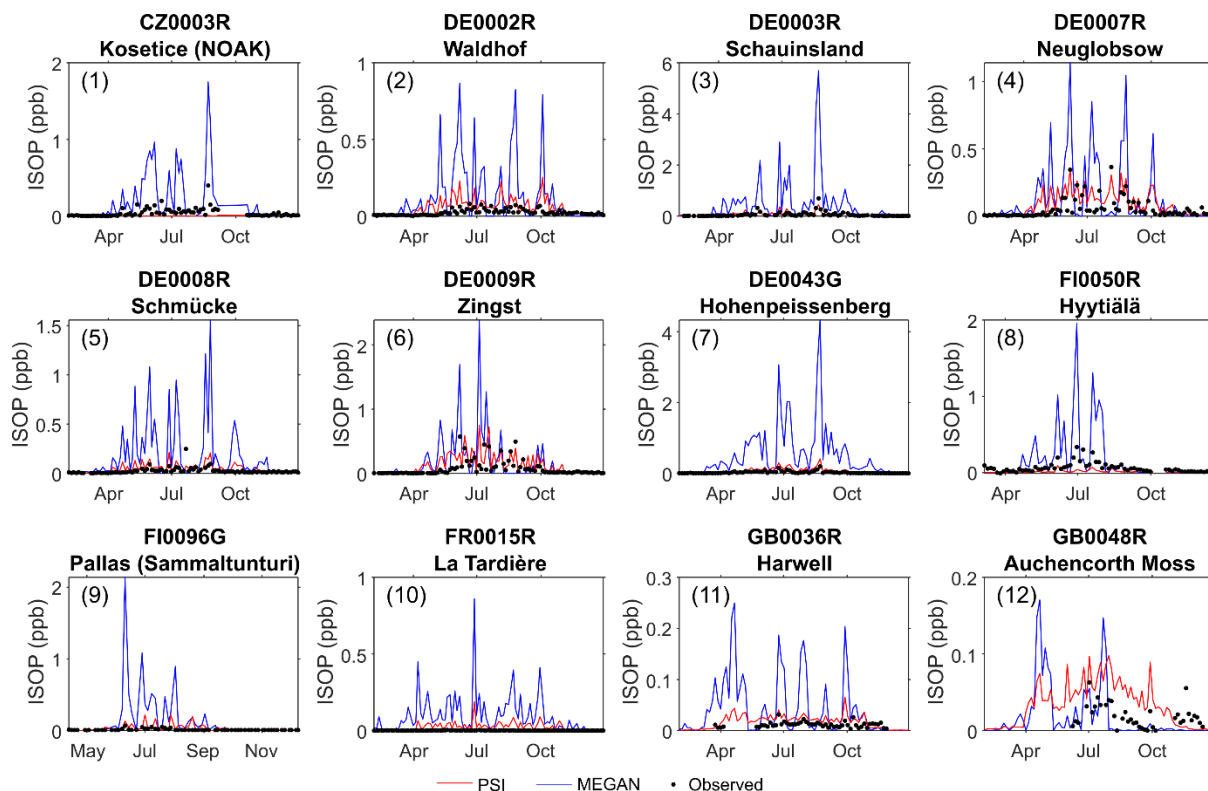 CZ0003R
Kosetice (NOAK)
(1)
ISOP (ppb)
2
1
0
Apr Jul Oct
DE0002R
Waldhof
(2)
ISOP (ppb)
1
0.5
0
Apr Jul Oct
DE0003R
Schauinsland
(3)
ISOP (ppb)
6
4
2
0
Apr Jul Oct
DE0007R
Neuglobsow
(4)
ISOP (ppb)
1
0.5
0
Apr Jul Oct
DE0008R
Schmücke
(5)
ISOP (ppb)
1.5
1
0.5
0
Apr Jul Oct
DE0009R
Zingst
(6)
ISOP (ppb)
2
1
0
Apr Jul Oct
DE0043G
Hohenpeissenberg
(7)
ISOP (ppb)
4
2
0
Apr Jul Oct
FI0050R
Hyytiälä
(8)
ISOP (ppb)
2
1
0
Apr Jul Oct
FI0096G
Pallas (Sammaltunturi)
(9)
ISOP (ppb)
2
1
0
May Jul Sep Nov
FR0015R
La Tardière
(10)
ISOP (ppb)
1
0.5
0
Apr Jul Oct
GB0036R
Harwell
(11)
ISOP (ppb)
0.3
0.2
0.1
0
Apr Jul Oct
GB0048R
Auchencorth Moss
(12)
ISOP (ppb)
0.2
0.1
0
Apr Jul Oct
PSI MEGAN Observed